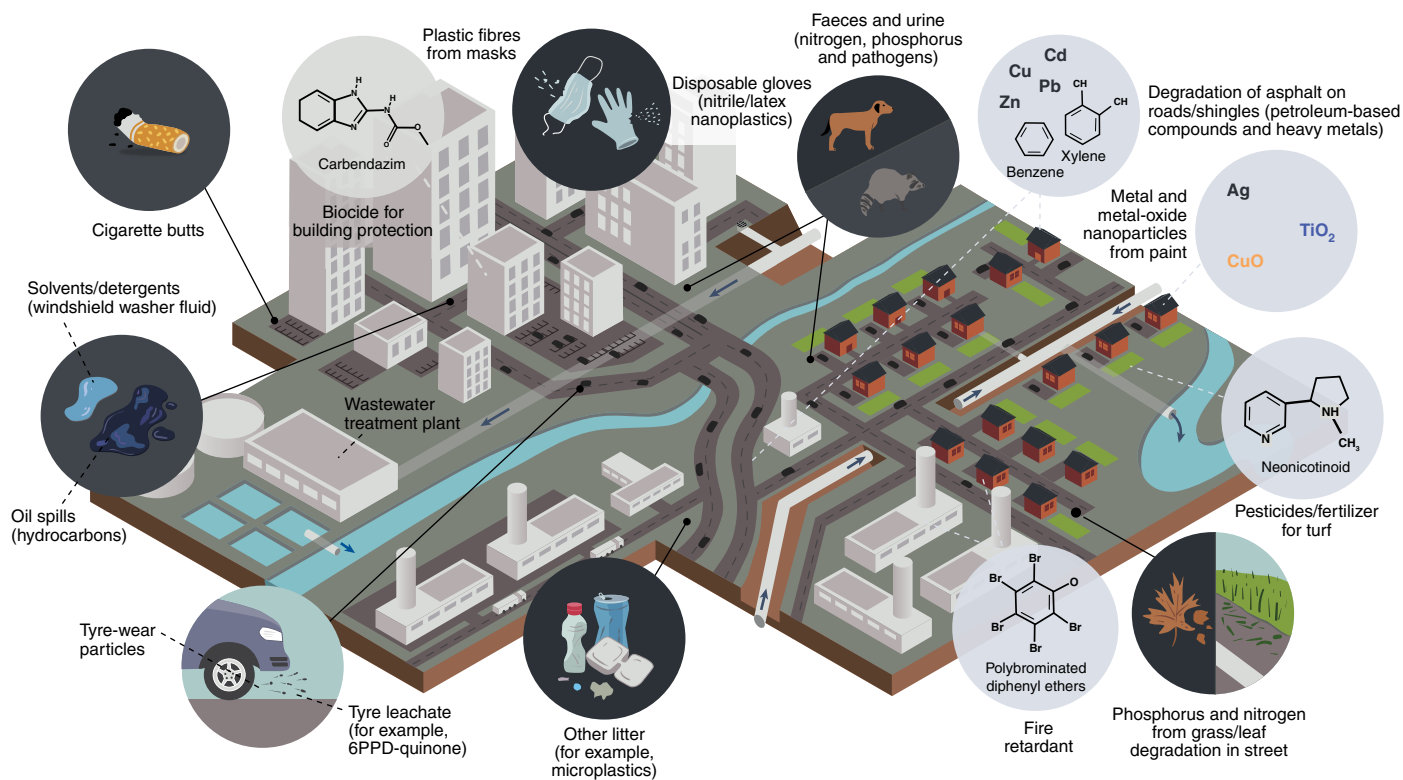 Cigarette butts
H
N
N
H
N
O
O
Carbendazim
Biocide for
building protection
Plastic fibres
from masks
Disposable gloves
(nitrile/latex
nanoplastics)
Faeces and urine
(nitrogen, phosphorus
and pathogens)
Cd
Cu
Pb
Zn
CH
CH
Xylene
Benzene
Degradation of asphalt on
roads/shingles (petroleum-based
compounds and heavy metals)
Metal and
metal-oxide
nanoparticles
from paint
Ag
TiO₂
CuO
Solvents/detergents
(windshield washer fluid)
Oil spills
(hydrocarbons)
Wastewater
treatment plant
N
NH
CH₃
Neonicotinoid
Pesticides/fertilizer
for turf
Tyre-wear
particles
Tyre leachate
(for example,
6PPD-quinone)
Other litter
(for example,
microplastics)
Br
Br
O
Br
Br
Br
Polybrominated
diphenyl ethers
Fire
retardant
Phosphorus and nitrogen
from grass/leaf
degradation in street